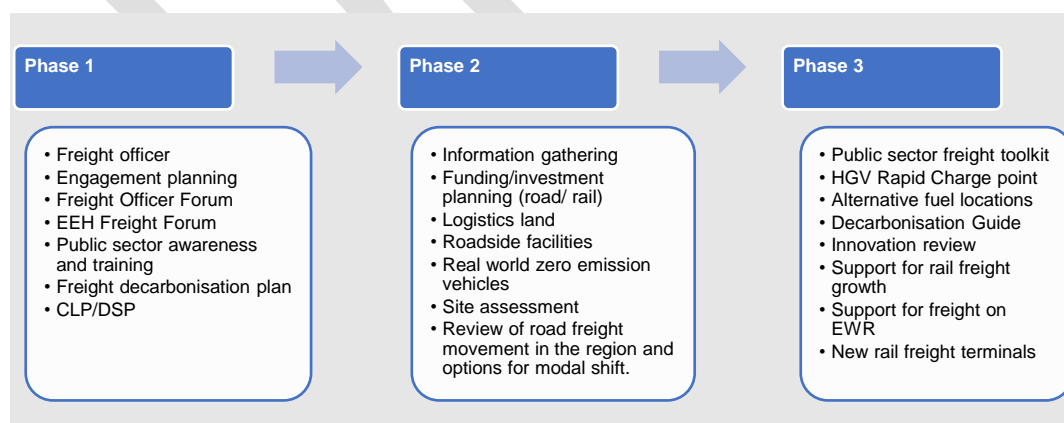 Phase 1
• Freight officer
• Engagement planning
• Freight Officer Forum
• EEH Freight Forum
• Public sector awareness
and training
• Freight decarbonisation plan
• CLP/DSP
Phase 2
• Information gathering
• Funding/investment
planning (road/ rail)
• Logistics land
• Roadside facilities
• Real world zero emission
vehicles
• Site assessment
• Review of road freight
movement in the region and
options for modal shift.
Phase 3
• Public sector freight toolkit
• HGV Rapid Charge point
• Alternative fuel locations
• Decarbonisation Guide
• Innovation review
• Support for rail freight
growth
• Support for freight on
EWR
• New rail freight terminals